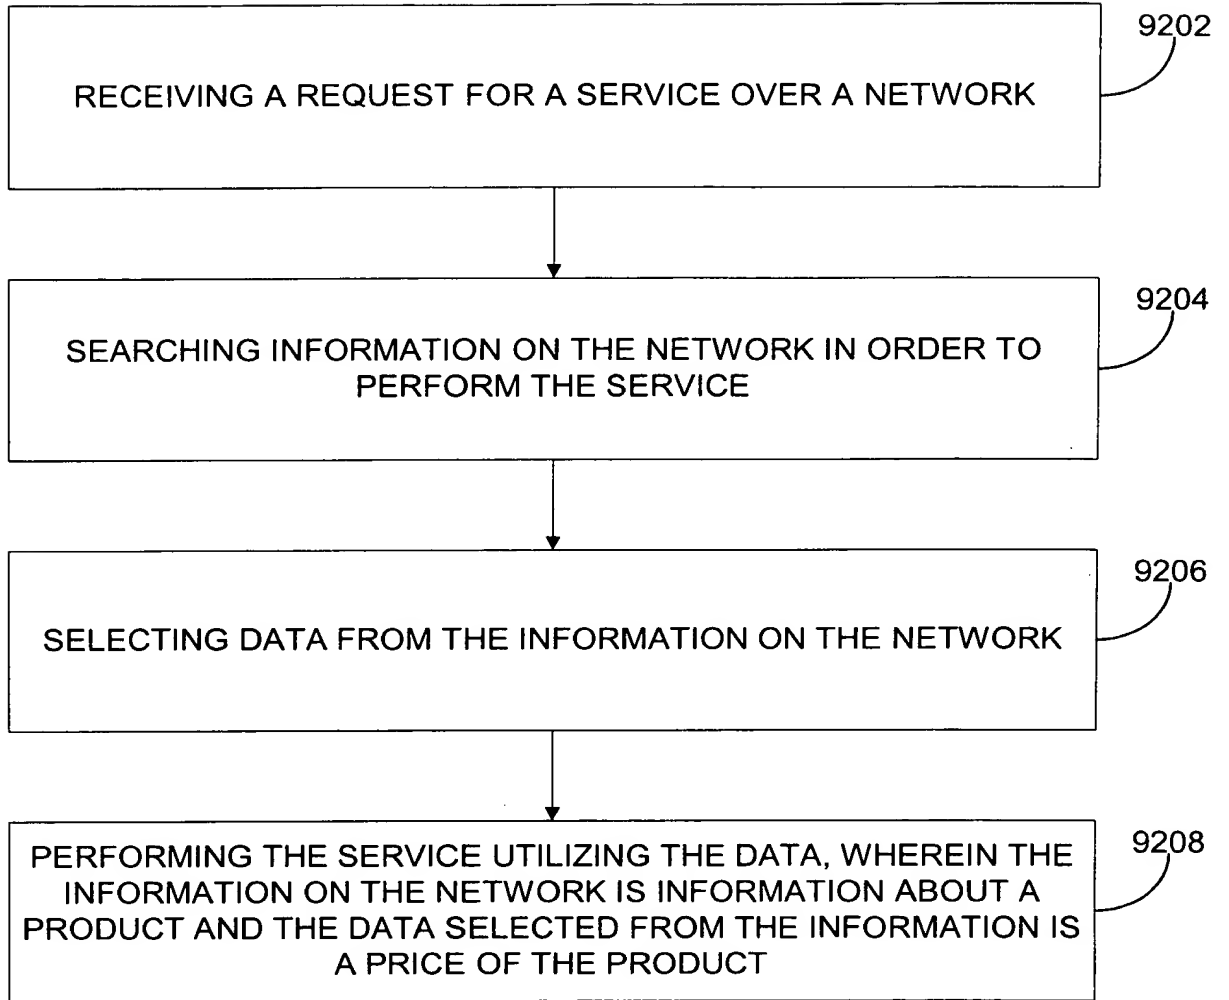 9202
RECEIVING A REQUEST FOR A SERVICE OVER A NETWORK
9204
SEARCHING INFORMATION ON THE NETWORK IN ORDER TO
PERFORM THE SERVICE
9206
SELECTING DATA FROM THE INFORMATION ON THE NETWORK
9208
PERFORMING THE SERVICE UTILIZING THE DATA, WHEREIN THE
INFORMATION ON THE NETWORK IS INFORMATION ABOUT A
PRODUCT AND THE DATA SELECTED FROM THE INFORMATION IS
A PRICE OF THE PRODUCT